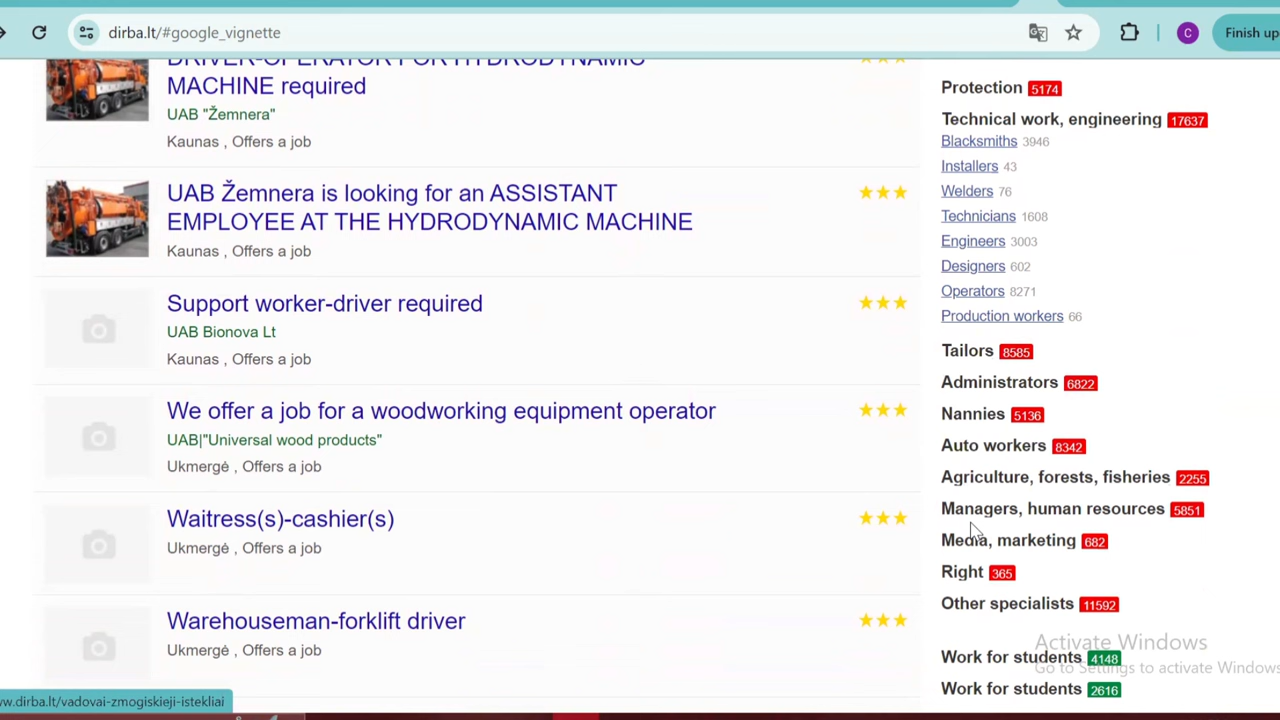 dirba.lt/#google_vignette
C
Finish up
DRIVER-OPERATOR FOR HYDRODYNAMIC
MACHINE required
UAB "Žemnera"
Kaunas , Offers a job
UAB Žemnera is looking for an ASSISTANT
EMPLOYEE AT THE HYDRODYNAMIC MACHINE
Kaunas , Offers a job
Support worker-driver required
UAB Bionova Lt
Kaunas , Offers a job
We offer a job for a woodworking equipment operator
UAB|"Universal wood products"
Ukmergė , Offers a job
Waitress(s)-cashier(s)
Ukmergė , Offers a job
Warehouseman-forklift driver
Ukmergė , Offers a job
Protection 5174
Technical work, engineering 17637
Blacksmiths 3946
Installers 43
Welders 76
Technicians 1608
Engineers 3003
Designers 602
Operators 8271
Production workers 66
Tailors 8585
Administrators 6822
Nannies 5136
Auto workers 8342
Agriculture, forests, fisheries 2255
Managers, human resources 5851
Media, marketing 682
Right 365
Other specialists 11592
Work for students 4148
Work for students 2616
Activate Windows
Go to Settings to activate Windows
w.dirba.lt/vadovai-zmogiskieji-istekliai